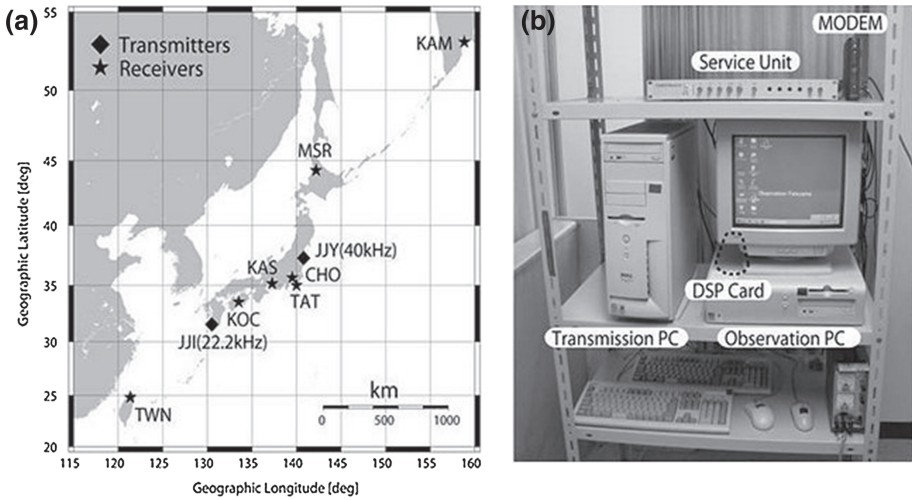 (a)
55
50
45
40
35
30
25
20
Geographic Latitude [deg]
Transmitters
Receivers
KAM
MSR
JJY(40kHz)
KAS
CHO
TAT
KOC
JJI(22.2kHz)
TWN
km
0 500 1000
115 120 125 130 135 140 145 150 155 160
Geographic Longitude [deg]
(b)
MODEM
Service Unit
DSP Card
Transmission PC
Observation PC